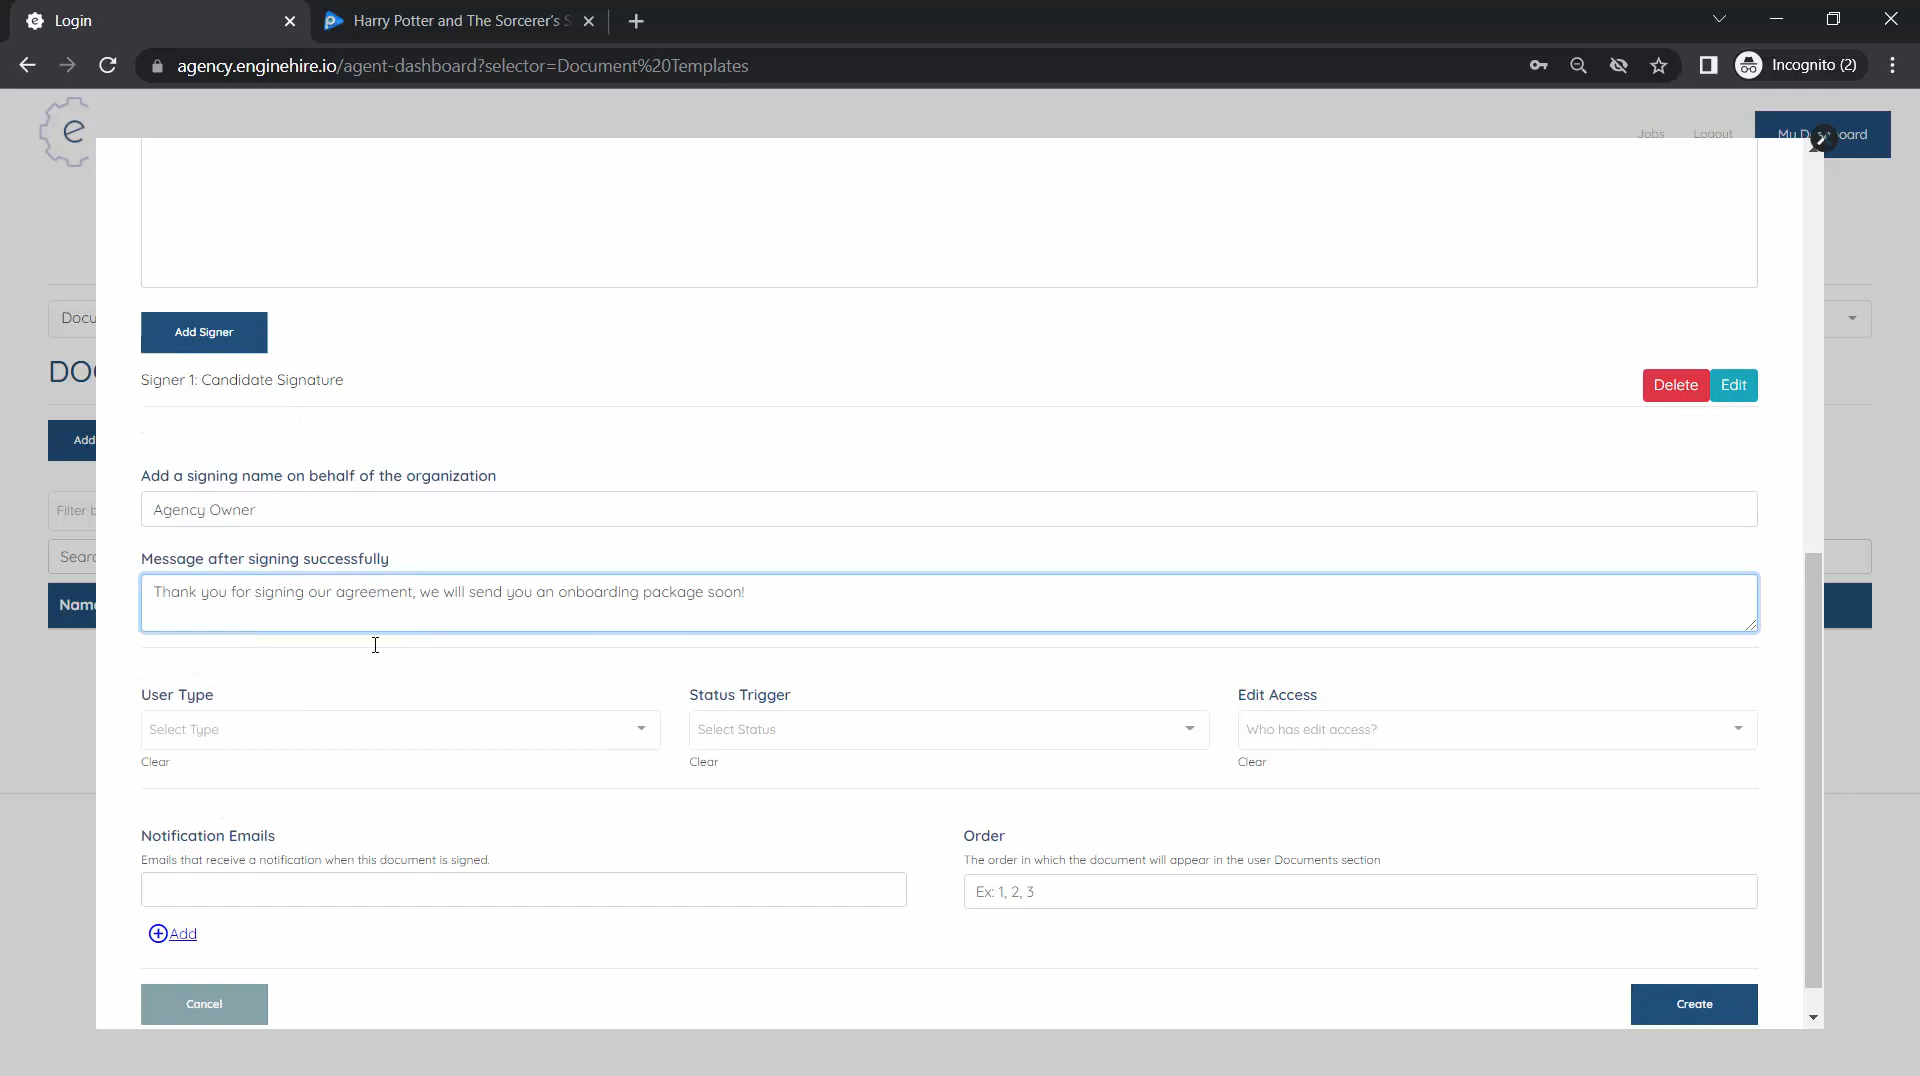 Login
Harry Potter and The Sorcerer's S
agency.enginehire.io/agent-dashboard?selector=Document%20Templates
Incognito (2)
e
Jobs
Logout
My D
oard
Docu
DOC
Add
Filter b
Searc
Name
Add Signer
Signer 1: Candidate Signature
Delete
Edit
Add a signing name on behalf of the organization
Agency Owner
Message after signing successfully
Thank you for signing our agreement, we will send you an onboarding package soon!
User Type
Status Trigger
Edit Access
Select Type
Select Status
Who has edit access?
Clear
Clear
Clear
Notification Emails
Order
Emails that receive a notification when this document is signed.
The order in which the document will appear in the user Documents section
Ex: 1, 2, 3
Add
Cancel
Create